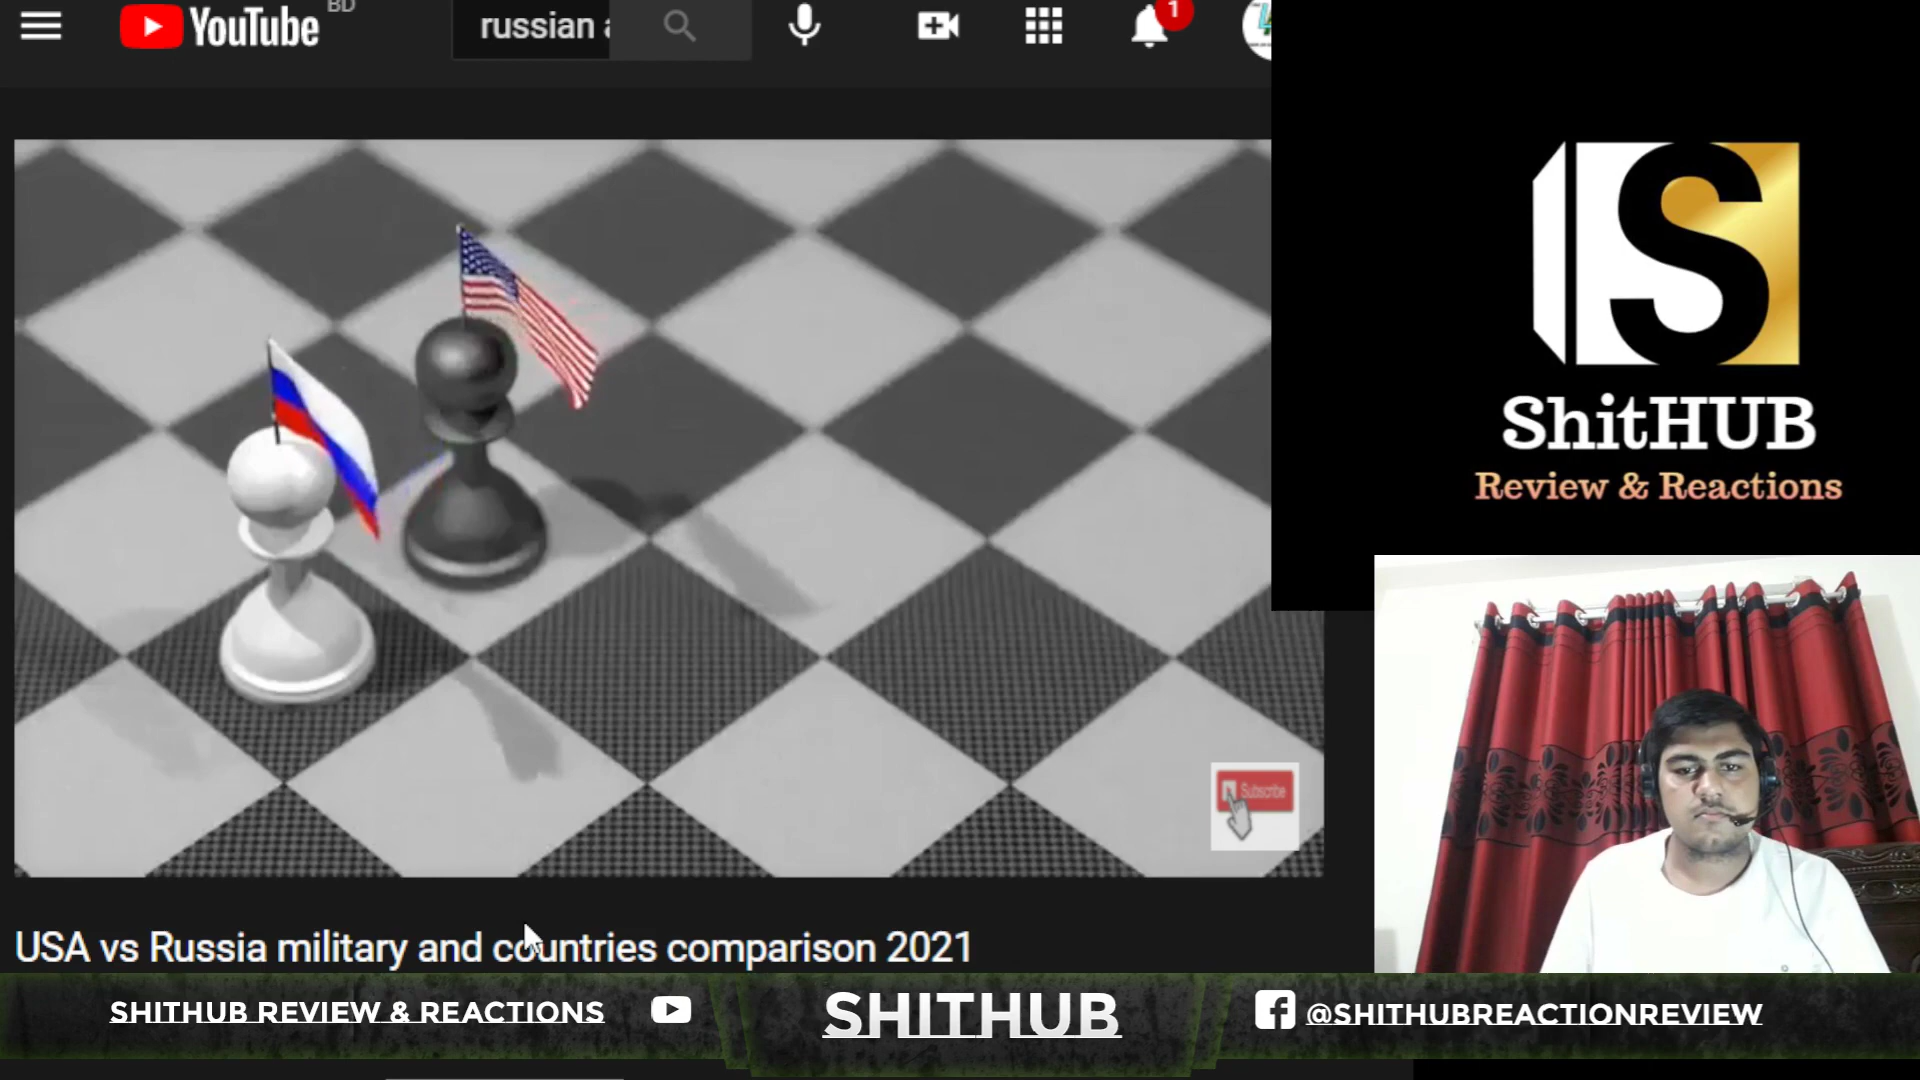 YouTube
BD
russian a
1
S
ShitHUB
Review & Reactions
Subscribe
USA vs Russia military and countries comparison 2021
SHITHUB REVIEW & REACTIONS
SHITHUB
@SHITHUBREACTIONREVIEW